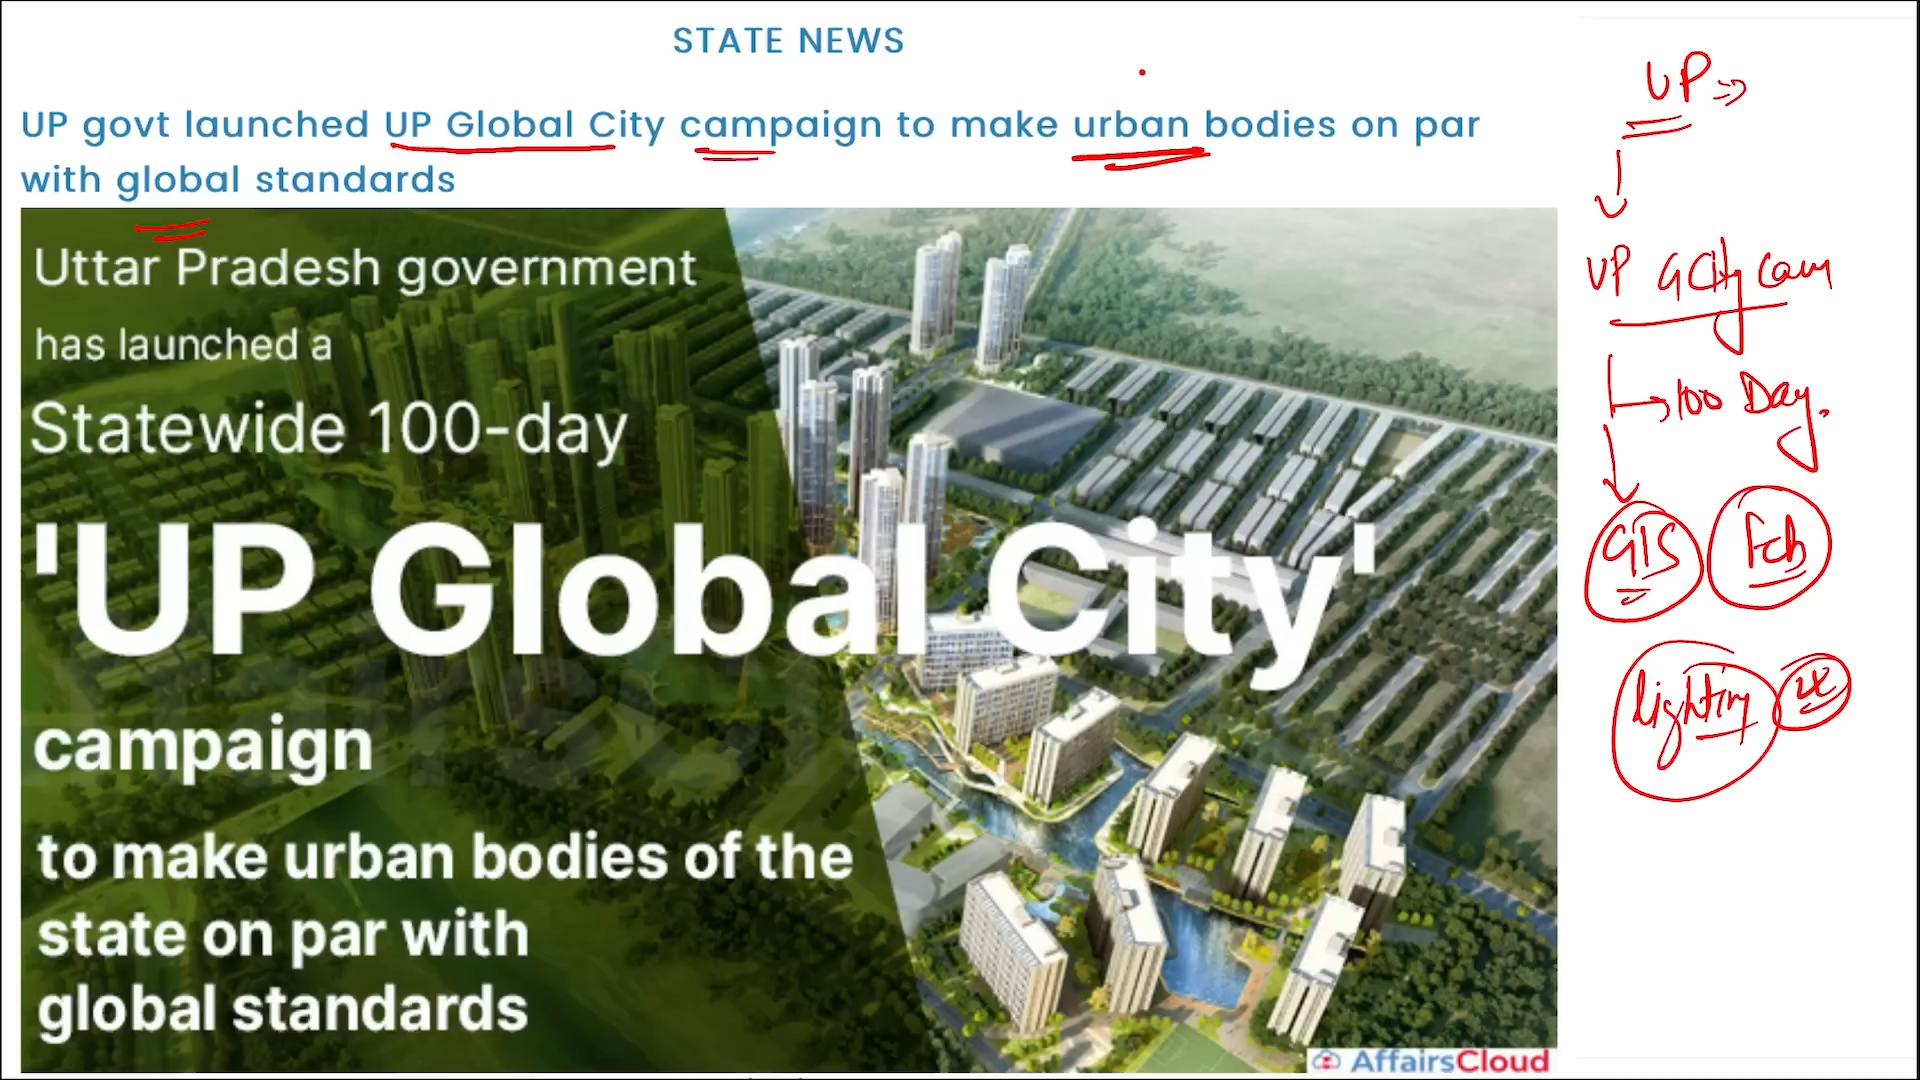 STATE NEWS
UP govt launched UP Global City campaign to make urban bodies on par
with global standards
Uttar Pradesh government
has launched a
Statewide 100-day
'UP Global City'
campaign
to make urban bodies of the
state on par with
global standards
AffairsCloud
UP
UP G City Cam
100 Day.
GIS
lighting